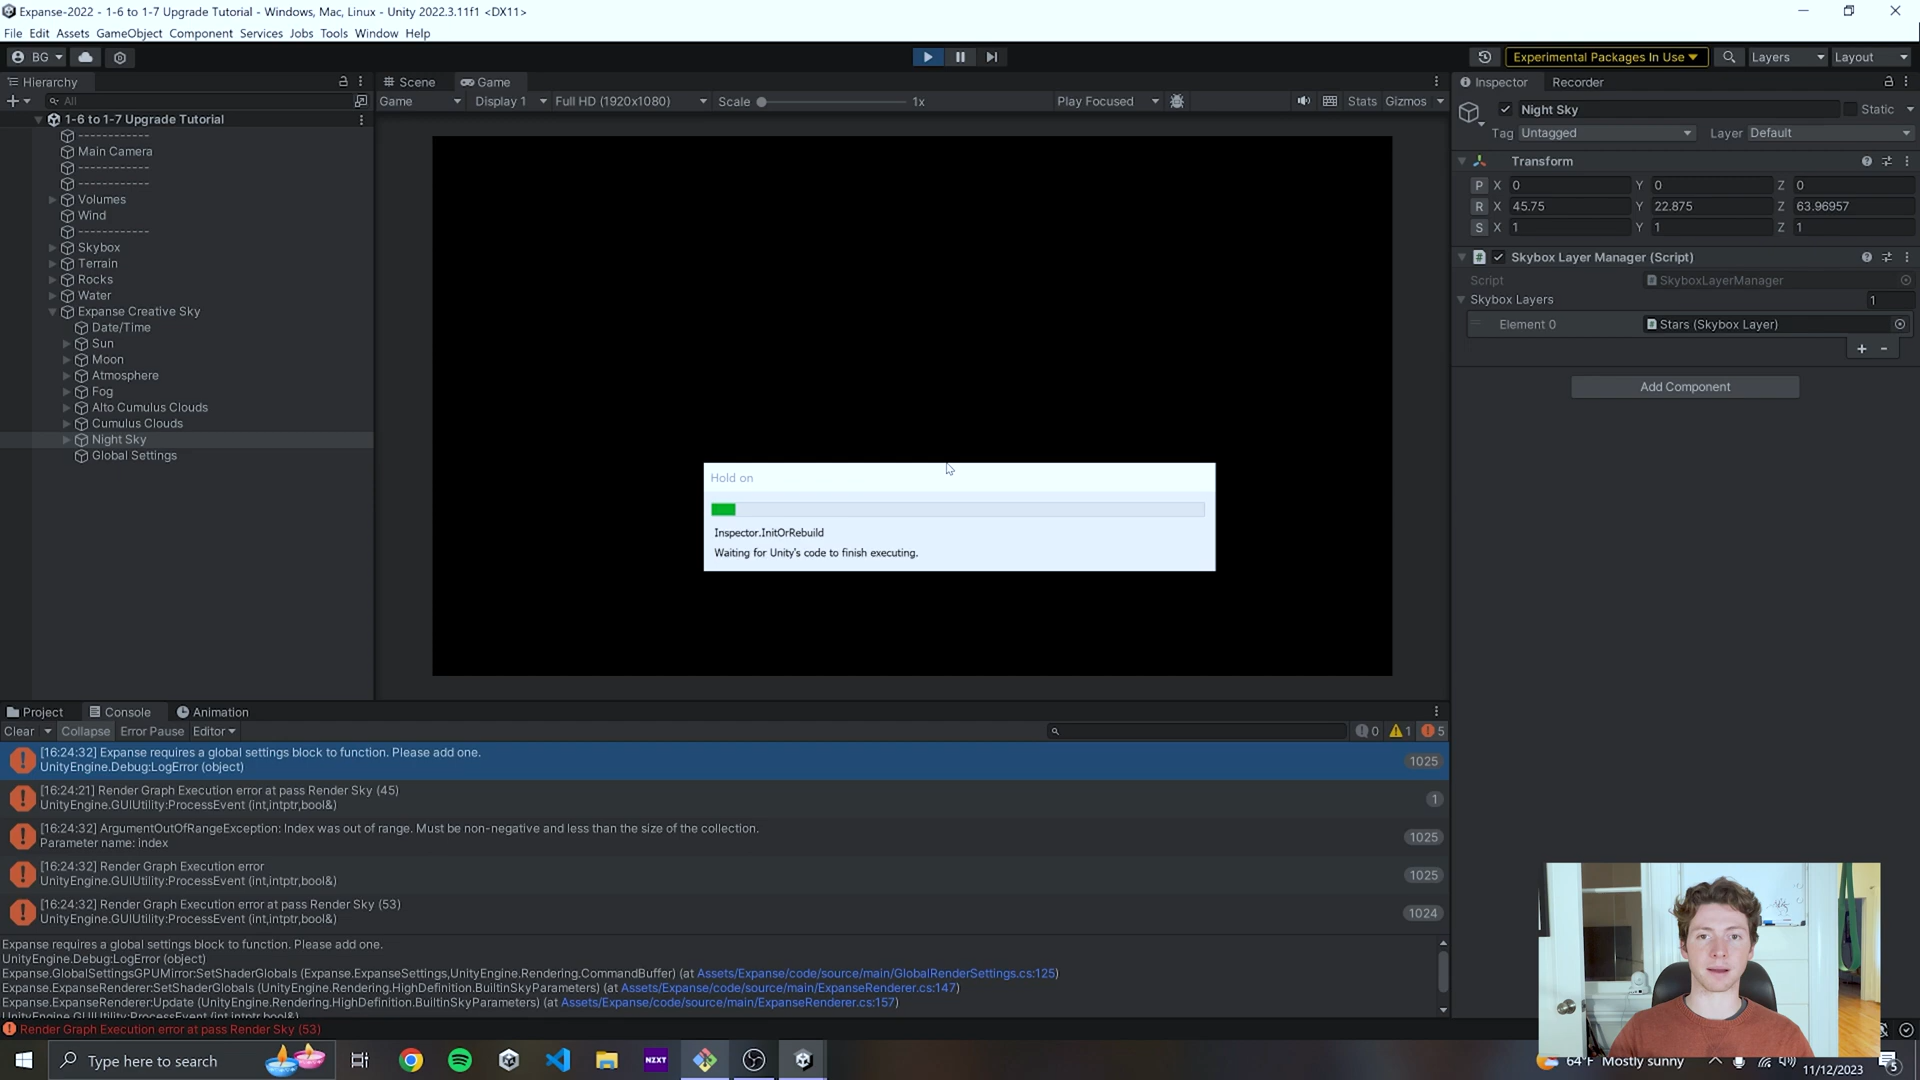 Expanse-2022 - 1-6 to 1-7 Upgrade Tutorial - Windows, Mac, Linux - Unity 2022.3.11f1 <DX11>
File Edit Assets GameObject Component Services Jobs Tools Window Help
BG
Experimental Packages In Use
Layers
Layout
Hierarchy
All
1-6 to 1-7 Upgrade Tutorial
------------
Main Camera
------------
------------
Volumes
Wind
------------
Skybox
Terrain
Rocks
Water
Expanse Creative Sky
Date/Time
Sun
Moon
Atmosphere
Fog
Alto Cumulus Clouds
Cumulus Clouds
Night Sky
Global Settings
Scene
Game
Game
Display 1
Full HD (1920x1080)
Scale
1x
Play Focused
Stats
Gizmos
Hold on
Inspector.InitOrRebuild
Waiting for Unity's code to finish executing.
Inspector
Recorder
Night Sky
Static
Tag Untagged
Layer Default
Transform
P X 0 Y 0 Z 0
R X 45.75 Y 22.875 Z 63.96957
S X 1 Y 1 Z 1
# Skybox Layer Manager (Script)
Script
SkyboxLayerManager
Skybox Layers
1
Element 0
Stars (Skybox Layer)
+ -
Add Component
Project
Console
Animation
Clear
Collapse
Error Pause
Editor
0
1
5
[16:24:32] Expanse requires a global settings block to function. Please add one.
UnityEngine.Debug:LogError (object)
1025
[16:24:21] Render Graph Execution error at pass Render Sky (45)
UnityEngine.GUIUtility:ProcessEvent (int,intptr,bool&)
1
[16:24:32] ArgumentOutOfRangeException: Index was out of range. Must be non-negative and less than the size of the collection.
Parameter name: index
1025
[16:24:32] Render Graph Execution error
UnityEngine.GUIUtility:ProcessEvent (int,intptr,bool&)
1025
[16:24:32] Render Graph Execution error at pass Render Sky (53)
UnityEngine.GUIUtility:ProcessEvent (int,intptr,bool&)
1024
Expanse requires a global settings block to function. Please add one.
UnityEngine.Debug:LogError (object)
Expanse.GlobalSettingsGPUMirror:SetShaderGlobals (Expanse.ExpanseSettings,UnityEngine.Rendering.CommandBuffer) (at Assets/Expanse/code/source/main/GlobalRenderSettings.cs:125)
Expanse.ExpanseRenderer:SetShaderGlobals (UnityEngine.Rendering.HighDefinition.BuiltinSkyParameters) (at Assets/Expanse/code/source/main/ExpanseRenderer.cs:147)
Expanse.ExpanseRenderer:Update (UnityEngine.Rendering.HighDefinition.BuiltinSkyParameters) (at Assets/Expanse/code/source/main/ExpanseRenderer.cs:157)
UnityEngine.GUIUtility:ProcessEvent (int,intptr,bool&)
Render Graph Execution error at pass Render Sky (53)
Type here to search
NZXT
64°F Mostly sunny
11/12/2023
5